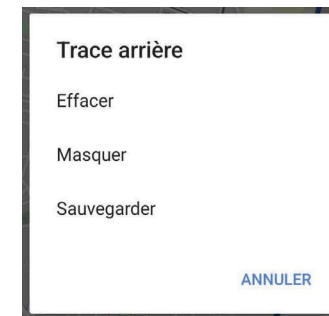 Trace arrière
Effacer
Masquer
Sauvegarder
ANNULER